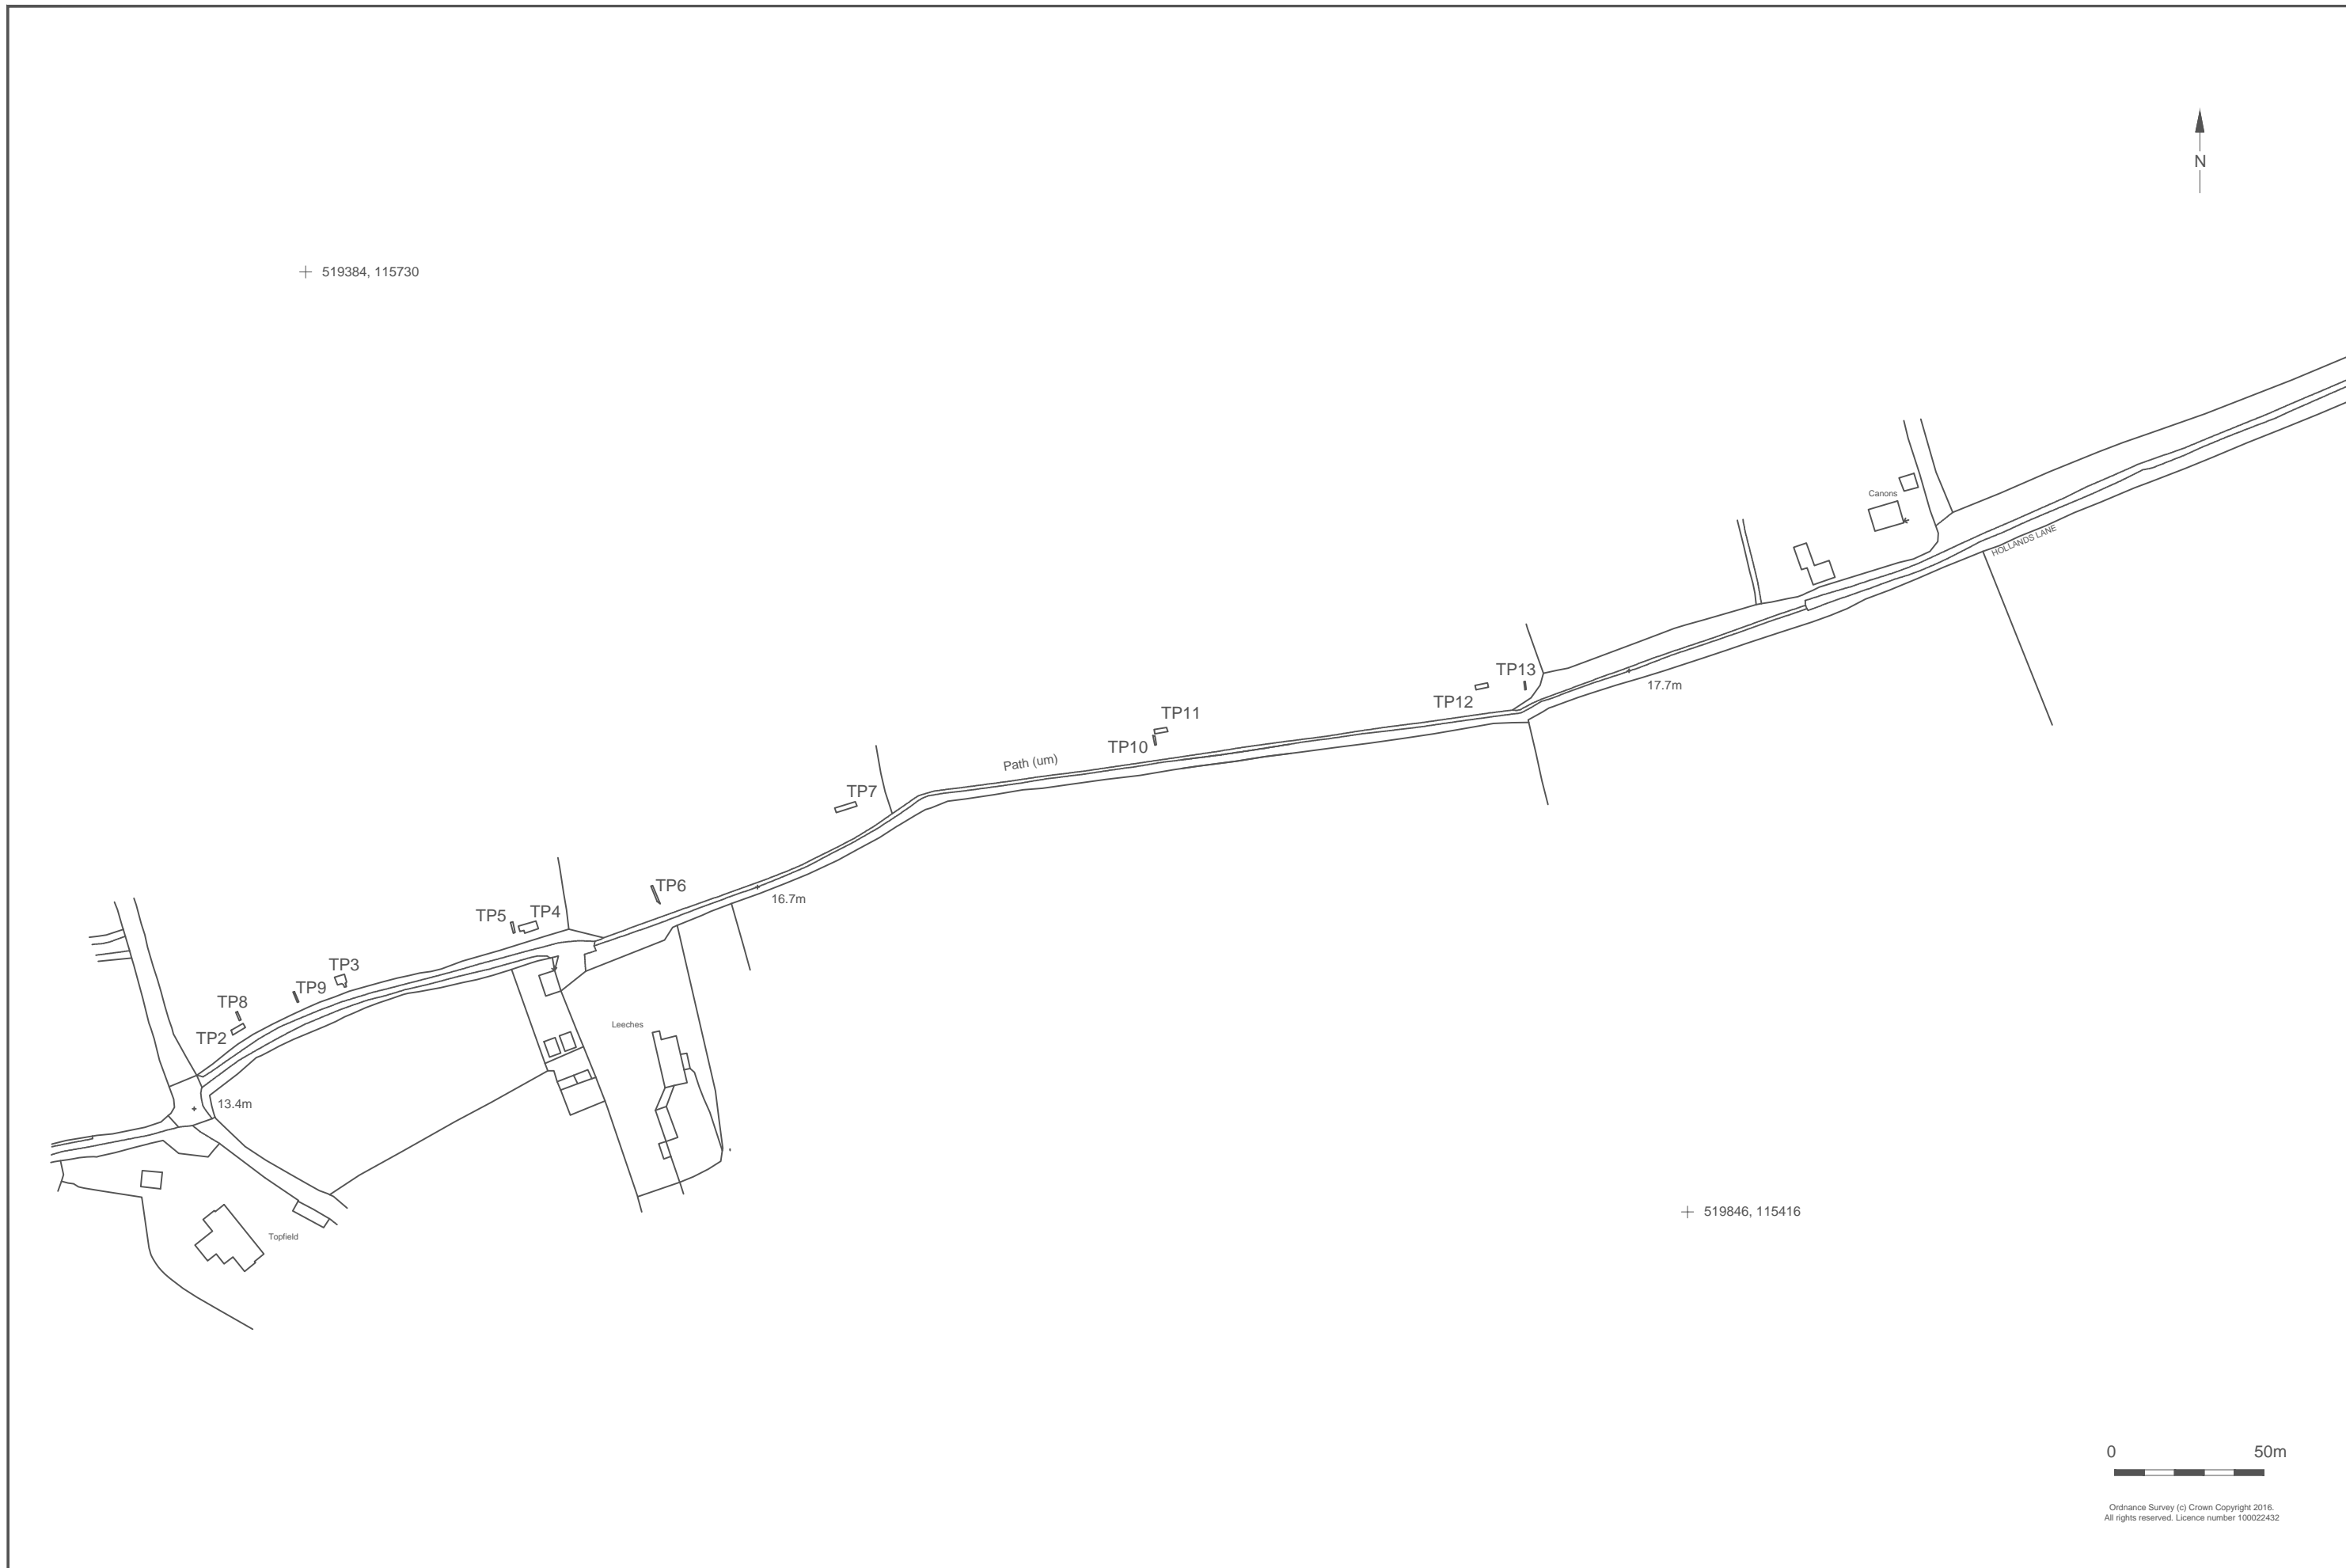 N
519384, 115730
Canons
HOLLANDS LANE
TP13
17.7m
TP12
TP11
TP10
Path (um)
TP7
TP6
16.7m
TP5
TP4
TP3
TP9
TP8
TP2
Leeches
13.4m
519846, 115416
Topfield
0 50m
Ordnance Survey (c) Crown Copyright 2016.
All rights reserved. Licence number 100022432